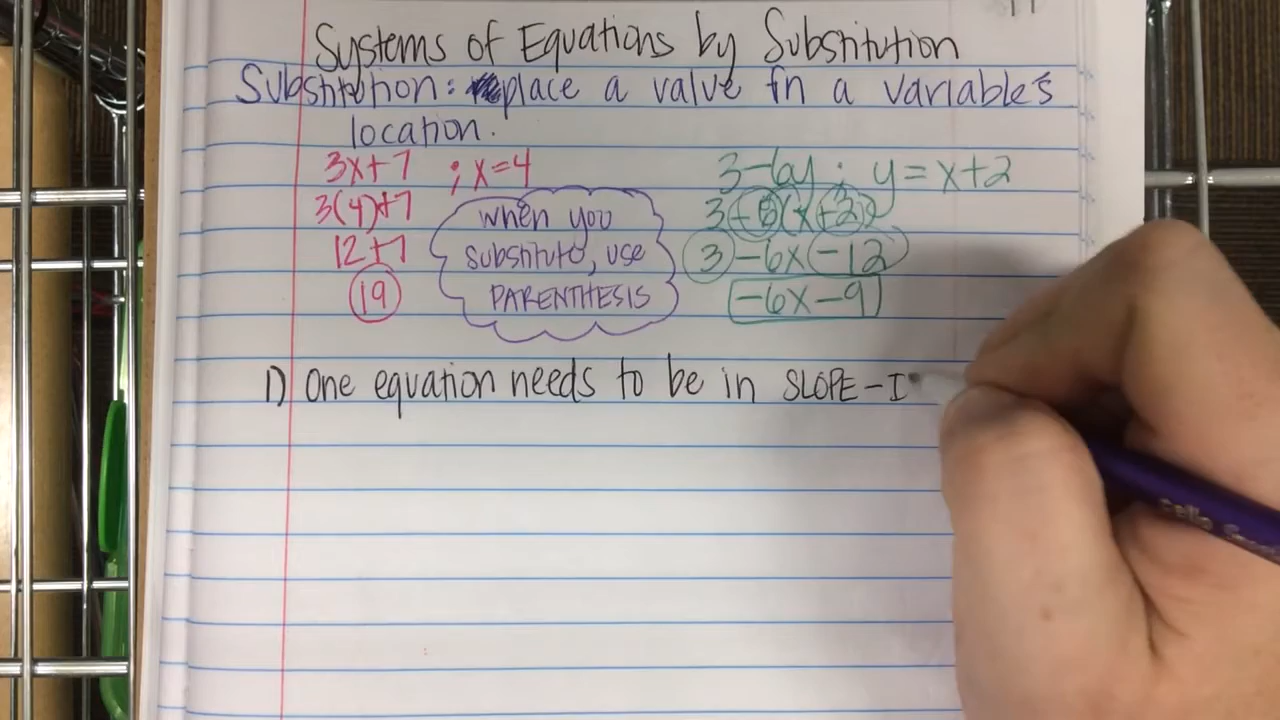 Systems of Equations by Substitution
Substitution: replace a value in a variable's
location.
3x+7 ; x=4
3(4)+7
12+7
19
when you
substitute, use
PARENTHESIS
3-6y ; y=x+2
3-6(x+2)
3-6x-12
-6x-9
1) One equation needs to be in SLOPE-I